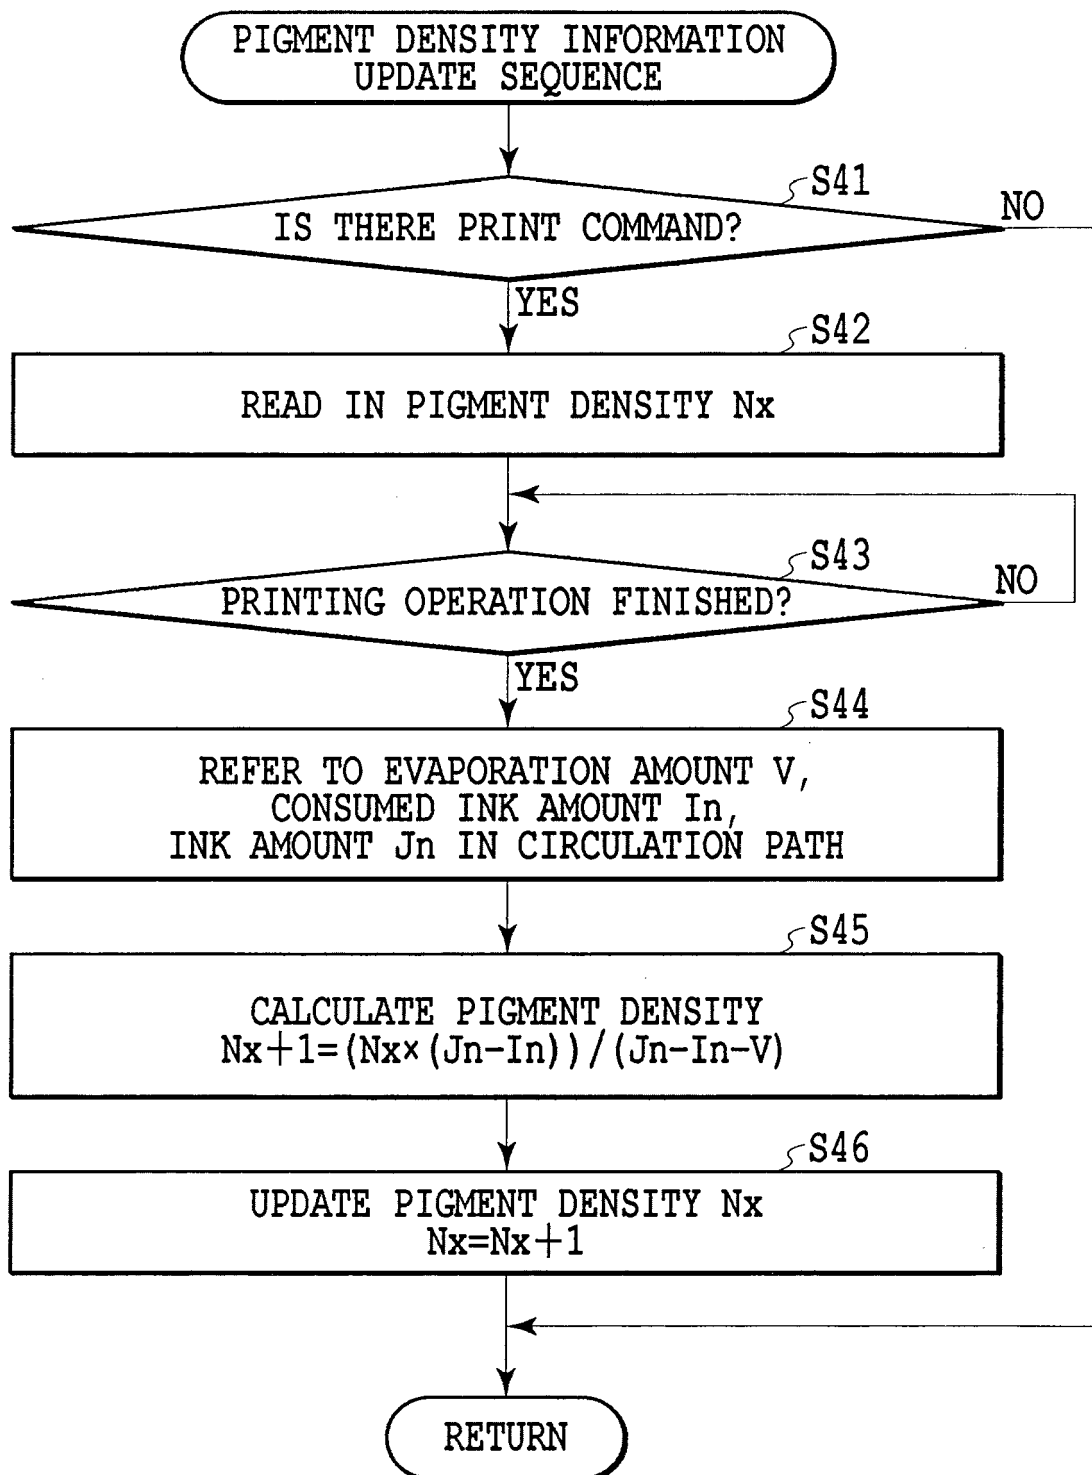 PIGMENT DENSITY INFORMATION
UPDATE SEQUENCE
S41
IS THERE PRINT COMMAND?
NO
YES
S42
READ IN PIGMENT DENSITY Nx
S43
PRINTING OPERATION FINISHED?
NO
YES
S44
REFER TO EVAPORATION AMOUNT V,
CONSUMED INK AMOUNT In,
INK AMOUNT Jn IN CIRCULATION PATH
S45
CALCULATE PIGMENT DENSITY
Nx+1=(Nx×(Jn-In))/(Jn-In-V)
S46
UPDATE PIGMENT DENSITY Nx
Nx=Nx+1
RETURN